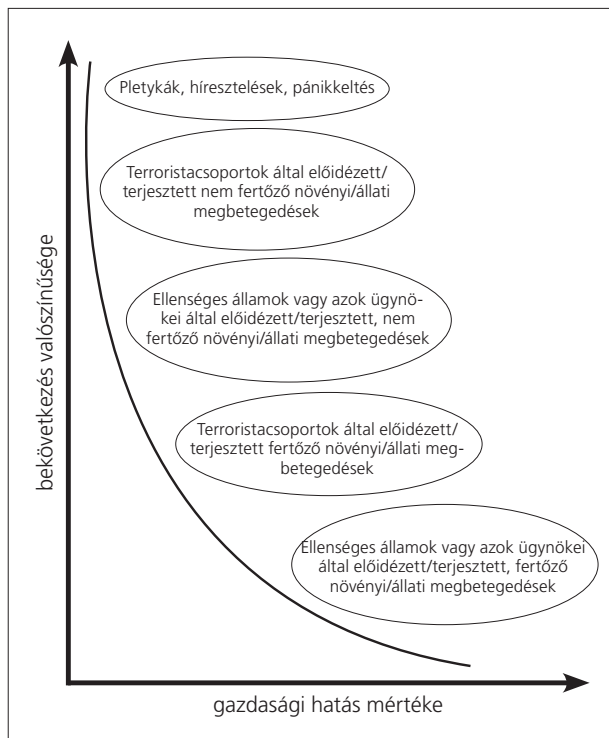 Pletykák, híresztelések, pánikkeltés
Terroristacsoportok által előidézett/
terjesztett nem fertőző növényi/állati
megbetegedések
Ellenséges államok vagy azok ügynö-
kei által előidézett/terjesztett, nem
fertőző növényi/állati megbetegedések
Terroristacsoportok által előidézett/
terjesztett fertőző növényi/állati meg-
betegedések
Ellenséges államok vagy azok ügynökei
által előidézett/terjesztett, fertőző
növényi/állati megbetegedések
bekövetkezés valószínűsége
gazdasági hatás mértéke